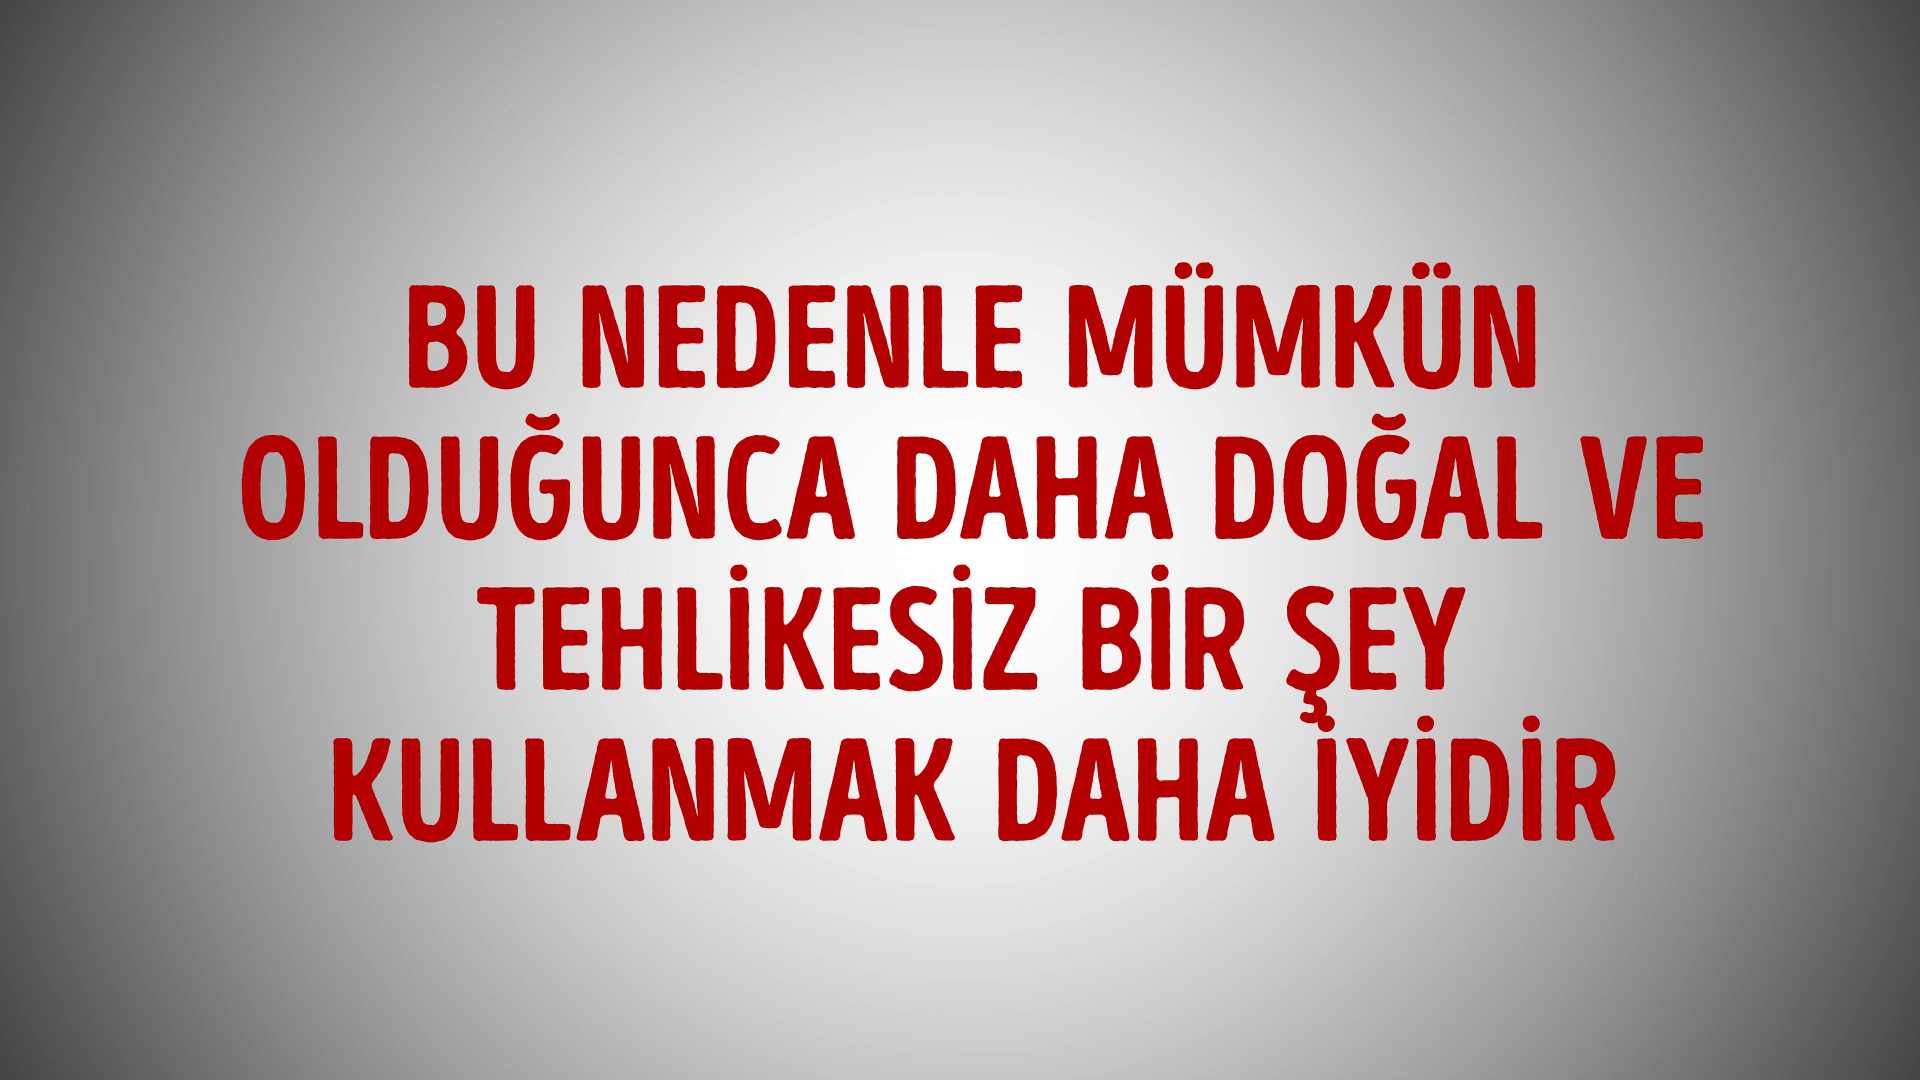 BU NEDENLE MÜMKÜN
OLDUĞUNCA DAHA DOĞAL VE
TEHLİKESİZ BİR ŞEY
KULLANMAK DAHA İYİDİR